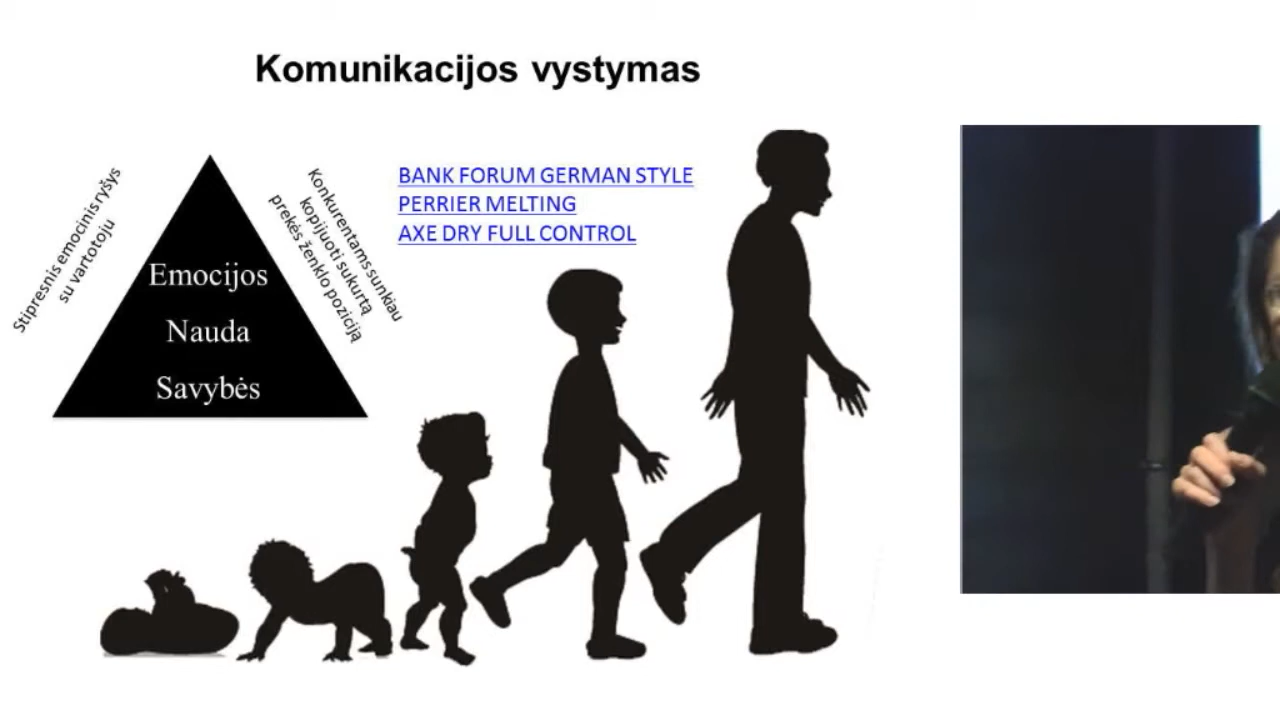 Komunikacijos vystymas
Stipresnis emocinis ryšys
su vartotoju
Emocijos
Nauda
Savybės
Konkurentams sunkiau
kopijuoti sukurtą
prekės ženklo poziciją
BANK FORUM GERMAN STYLE
PERRIER MELTING
AXE DRY FULL CONTROL